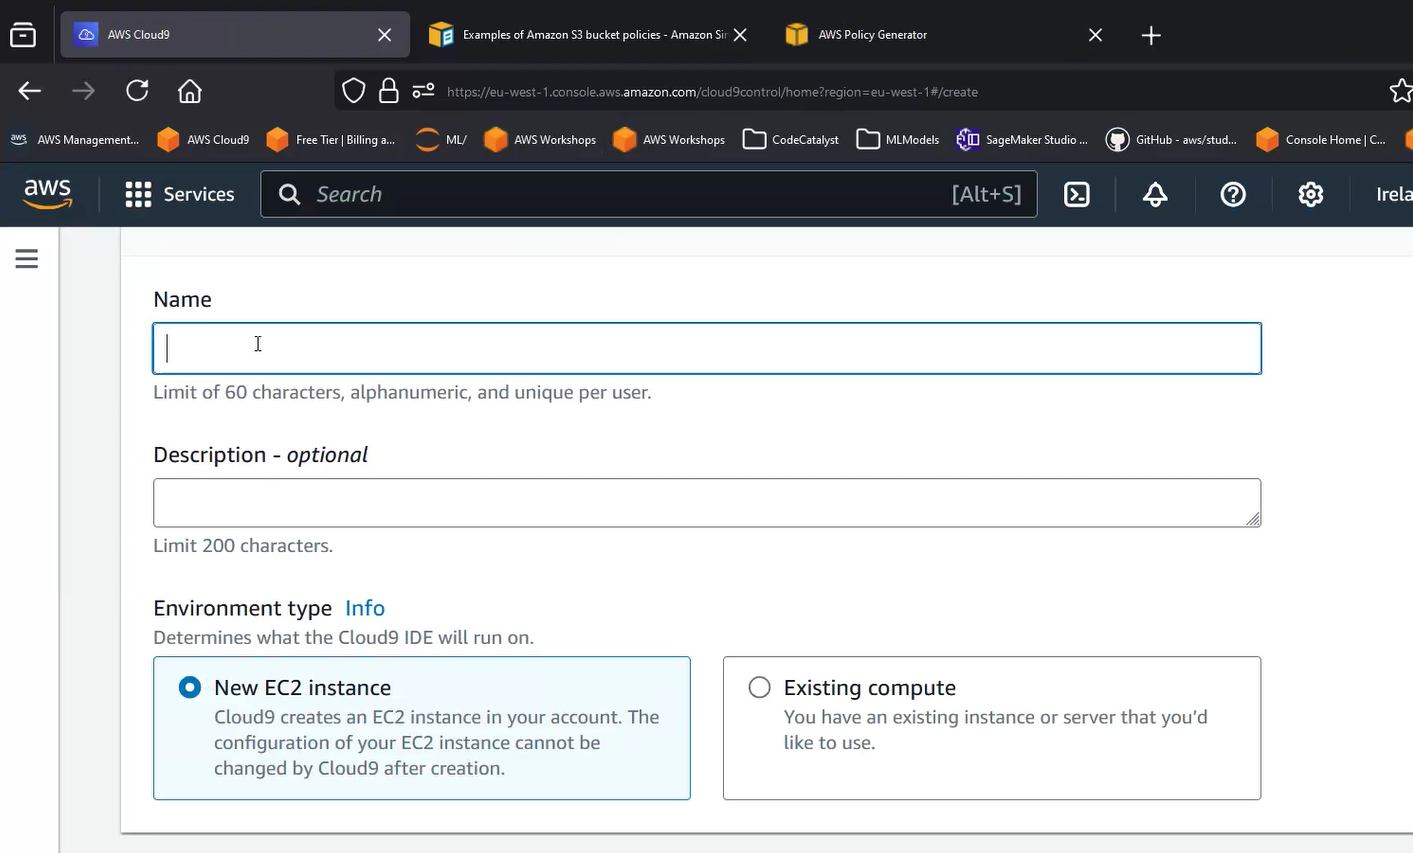 AWS Cloud9
Examples of Amazon S3 bucket policies - Amazon Sir
AWS Policy Generator
https://eu-west-1.console.aws.amazon.com/cloud9control/home?region=eu-west-1#/create
aws AWS Management...
AWS Cloud9
Free Tier | Billing a...
ML/
AWS Workshops
AWS Workshops
CodeCatalyst
MLModels
SageMaker Studio ...
GitHub - aws/stud...
Console Home | C...
aws
Services
Search
[Alt+S]
Irela
Name
Limit of 60 characters, alphanumeric, and unique per user.
Description - optional
Limit 200 characters.
Environment type Info
Determines what the Cloud9 IDE will run on.
New EC2 instance
Cloud9 creates an EC2 instance in your account. The
configuration of your EC2 instance cannot be
changed by Cloud9 after creation.
Existing compute
You have an existing instance or server that you'd
like to use.